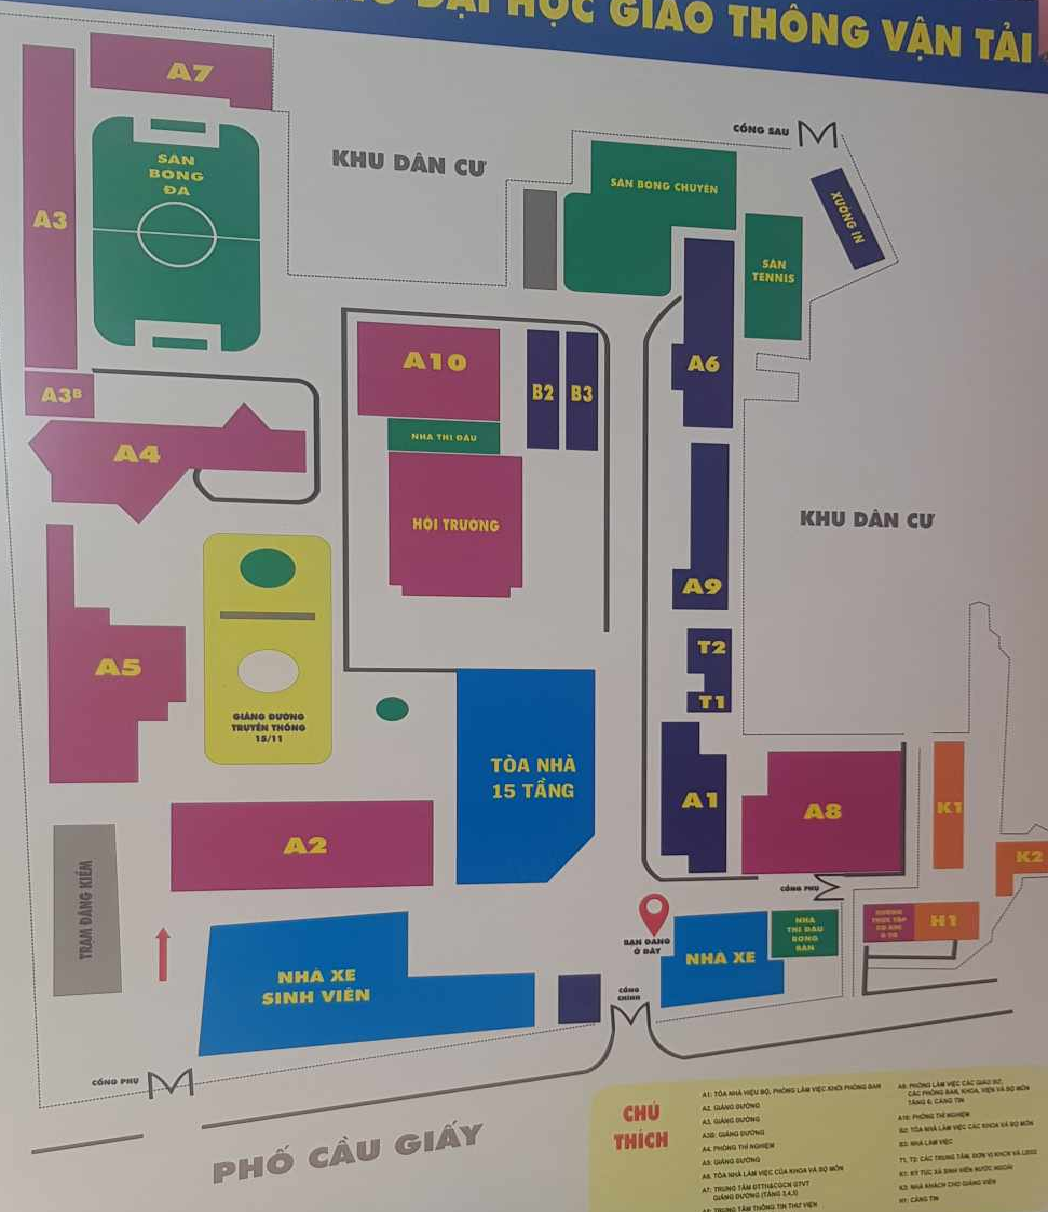 ĐẠI HỌC GIAO THÔNG VẬN TẢI
A7
CỔNG SAU
SÂN
BÓNG
ĐÁ
KHU DÂN CƯ
SÂN BÓNG CHUYỀN
A3
XƯỞNG IN
SÂN
TENNIS
A10
A6
B2
B3
A3B
NHÀ THI ĐẤU
A4
HỘI TRƯỜNG
KHU DÂN CƯ
A9
T2
A5
T1
GIẢNG ĐƯỜNG
TRUYỀN THỐNG
15/11
TÒA NHÀ
15 TẦNG
A1
A8
K1
A2
K2
TRẠM ĐĂNG KIỂM
CỔNG PHỤ
BẠN ĐANG
Ở ĐÂY
NHÀ XE
NHÀ
THI ĐẤU
BÓNG
BÀN
H1
NHÀ XE
SINH VIÊN
CỔNG
CHÍNH
CỔNG PHỤ
PHỐ CẦU GIẤY
CHÚ
THÍCH
A1: TÒA NHÀ HIỆU BỘ, PHÒNG LÀM VIỆC KHỐI PHÒNG BAN
A2: GIẢNG ĐƯỜNG
A3: GIẢNG ĐƯỜNG
A3B: GIẢNG ĐƯỜNG
A4: PHÒNG THÍ NGHIỆM
A5: GIẢNG ĐƯỜNG
A6: TÒA NHÀ LÀM VIỆC CỦA KHOA VÀ BỘ MÔN
A7: TRUNG TÂM
GIẢNG ĐƯỜNG (TẦNG 3,4,5)
TRUNG TÂM THÔNG TIN THƯ VIỆN
A9: PHÒNG LÀM VIỆC CÁC GIÁO SƯ,
CÁC PHÒNG BAN, KHOA, VIỆN VÀ BỘ MÔN
TẦNG 6: CĂNG TIN
A10: PHÒNG THÍ NGHIỆM
B2: TÒA NHÀ LÀM VIỆC CÁC KHOA VÀ BỘ MÔN
B3: NHÀ LÀM VIỆC
T1, T2: CÁC TRUNG TÂM, ĐƠN VỊ KHCN VÀ
K1: KÝ TÚC XÁ SINH VIÊN NƯỚC NGOÀI
K2: NHÀ KHÁCH CHO GIẢNG VIÊN
CĂNG TIN